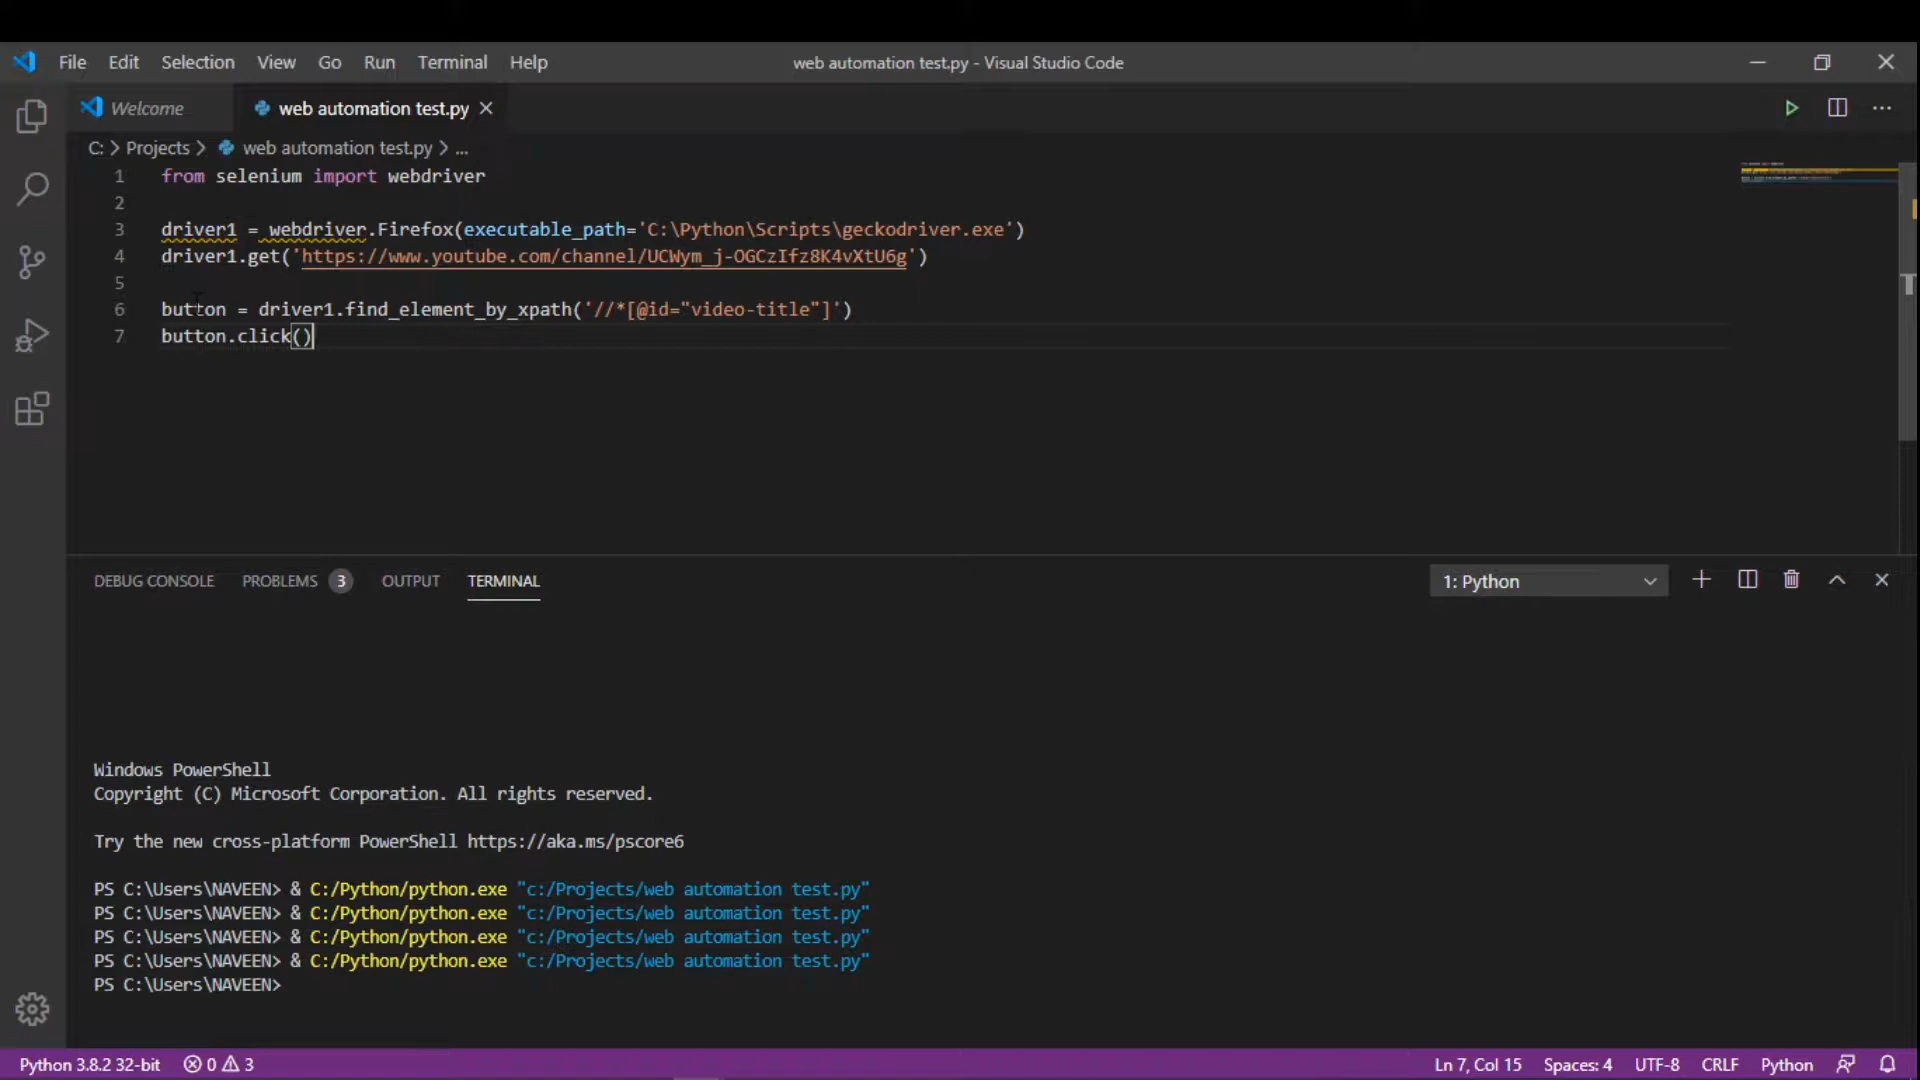 File Edit Selection View Go Run Terminal Help
web automation test.py - Visual Studio Code
Welcome
web automation test.py
C: > Projects > web automation test.py > ...
1 from selenium import webdriver
2
3 driver1 = webdriver.Firefox(executable_path='C:\Python\Scripts\geckodriver.exe')
4 driver1.get('https://www.youtube.com/channel/UCWym_j-OGCzIfz8K4vXtU6g')
5
6 button = driver1.find_element_by_xpath('//*[@id="video-title"]')
7 button.click()
DEBUG CONSOLE PROBLEMS 3 OUTPUT TERMINAL
1: Python
Windows PowerShell
Copyright (C) Microsoft Corporation. All rights reserved.
Try the new cross-platform PowerShell https://aka.ms/pscore6
PS C:\Users\NAVEEN> & C:/Python/python.exe "c:/Projects/web automation test.py"
PS C:\Users\NAVEEN> & C:/Python/python.exe "c:/Projects/web automation test.py"
PS C:\Users\NAVEEN> & C:/Python/python.exe "c:/Projects/web automation test.py"
PS C:\Users\NAVEEN> & C:/Python/python.exe "c:/Projects/web automation test.py"
PS C:\Users\NAVEEN>
Python 3.8.2 32-bit 0 3 Ln 7, Col 15 Spaces: 4 UTF-8 CRLF Python